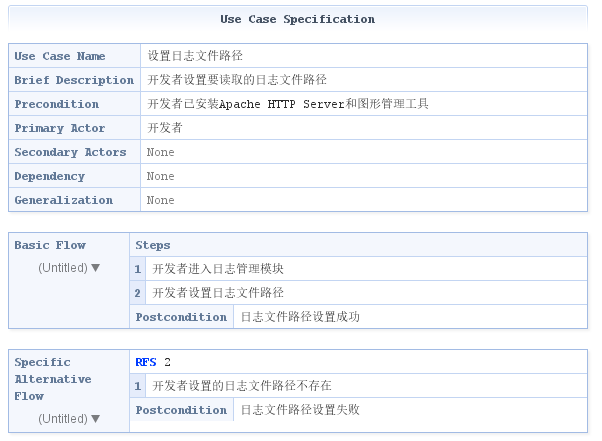 Use Case Specification
Use Case Name 设置日志文件路径
Brief Description 开发者设置要读取的日志文件路径
Precondition 开发者已安装Apache HTTP Server和图形管理工具
Primary Actor 开发者
Secondary Actors None
Dependency None
Generalization None
Basic Flow Steps
(Untitled) ▼
1 开发者进入日志管理模块
2 开发者设置日志文件路径
Postcondition 日志文件路径设置成功
Specific Alternative Flow
(Untitled) ▼
RFS 2
1 开发者设置的日志文件路径不存在
Postcondition 日志文件路径设置失败